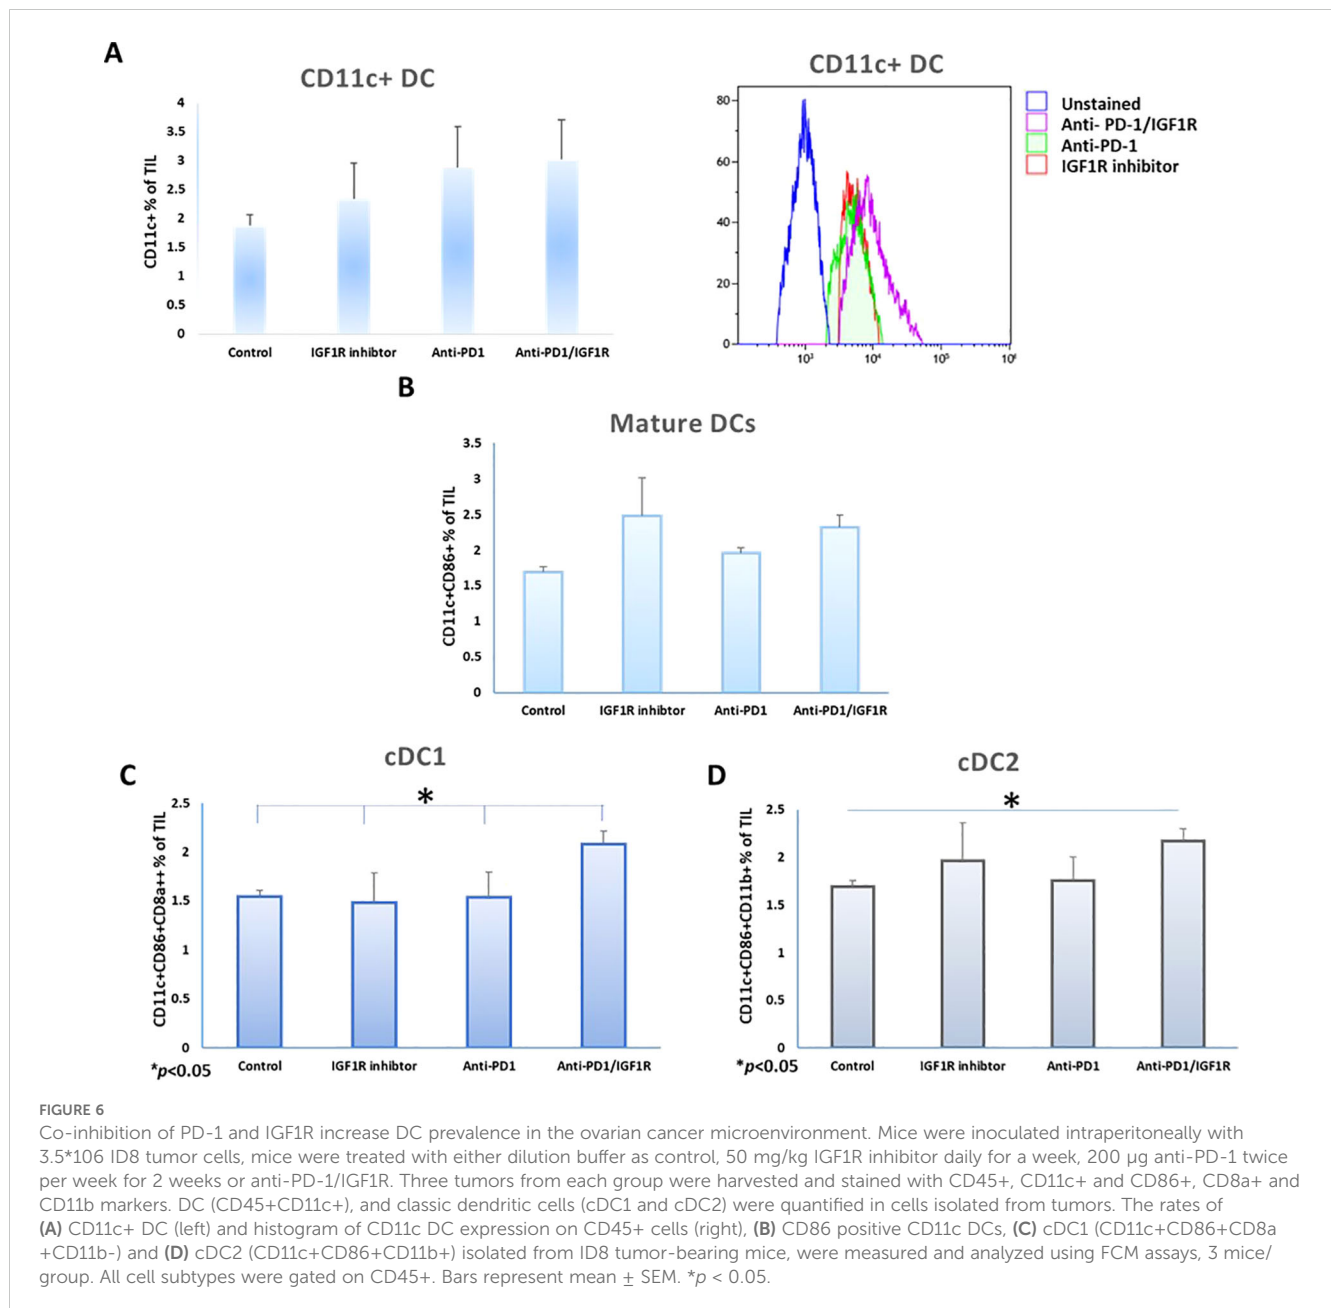 A
CD11c+ DC
CD11c+ % of TIL
4
3.5
3
2.5
2
1.5
1
0.5
0
Control
IGF1R inhibtor
Anti-PD1
Anti-PD1/IGF1R
CD11c+ DC
80
60
40
20
0
10³
10⁴
10⁵
10⁶
Unstained
Anti- PD-1/IGF1R
Anti-PD-1
IGF1R inhibitor
B
Mature DCs
CD11c+CD86+ % of TIL
3.5
3
2.5
2
1.5
1
0.5
0
Control
IGF1R inhibtor
Anti-PD1
Anti-PD1/IGF1R
C
cDC1
*
CD11c+CD86+CD8a++ % of TIL
2.5
2
1.5
1
0.5
0
*p<0.05
Control
IGF1R inhibtor
Anti-PD1
Anti-PD1/IGF1R
D
cDC2
*
CD11c+CD86+CD11b+ % of TIL
2.5
2
1.5
1
0.5
0
*p<0.05
Control
IGF1R inhibtor
Anti-PD1
Anti-PD1/IGF1R
FIGURE 6
Co-inhibition of PD-1 and IGF1R increase DC prevalence in the ovarian cancer microenvironment. Mice were inoculated intraperitoneally with
3.5*106 ID8 tumor cells, mice were treated with either dilution buffer as control, 50 mg/kg IGF1R inhibitor daily for a week, 200 µg anti-PD-1 twice
per week for 2 weeks or anti-PD-1/IGF1R. Three tumors from each group were harvested and stained with CD45+, CD11c+ and CD86+, CD8a+ and
CD11b markers. DC (CD45+CD11c+), and classic dendritic cells (cDC1 and cDC2) were quantified in cells isolated from tumors. The rates of
(A) CD11c+ DC (left) and histogram of CD11c DC expression on CD45+ cells (right), (B) CD86 positive CD11c DCs, (C) cDC1 (CD11c+CD86+CD8a
+CD11b-) and (D) cDC2 (CD11c+CD86+CD11b+) isolated from ID8 tumor-bearing mice, were measured and analyzed using FCM assays, 3 mice/
group. All cell subtypes were gated on CD45+. Bars represent mean ± SEM. *p < 0.05.